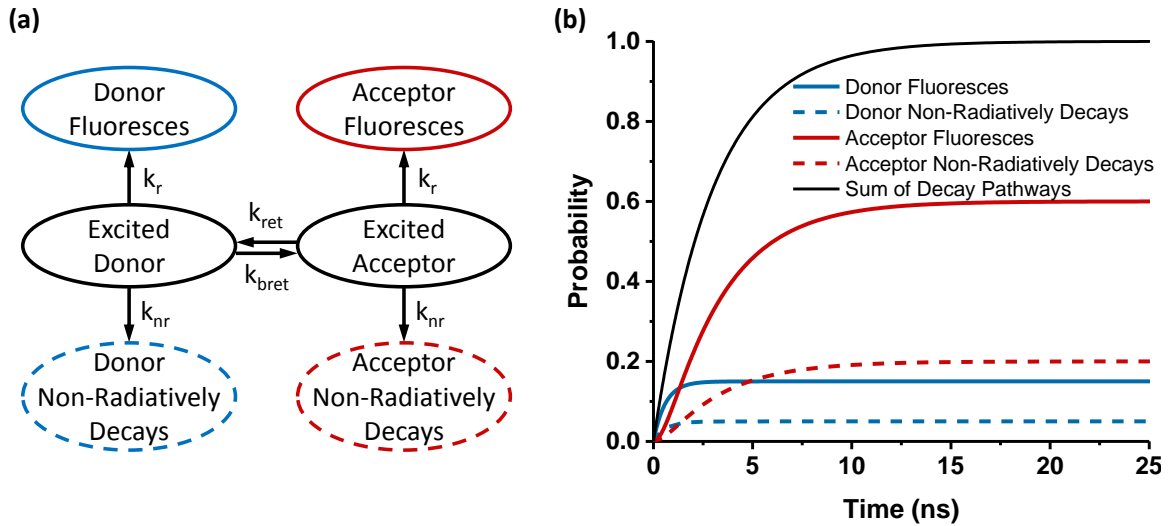 (a)
Donor
Fluoresces
Acceptor
Fluoresces
k_r
k_r
Excited
Donor
k_ret
k_bret
Excited
Acceptor
k_nr
k_nr
Donor
Non-Radiatively
Decays
Acceptor
Non-Radiatively
Decays
(b)
Probability
1.0
0.8
0.6
0.4
0.2
0.0
Donor Fluoresces
Donor Non-Radiatively Decays
Acceptor Fluoresces
Acceptor Non-Radiatively Decays
Sum of Decay Pathways
0 5 10 15 20 25
Time (ns)